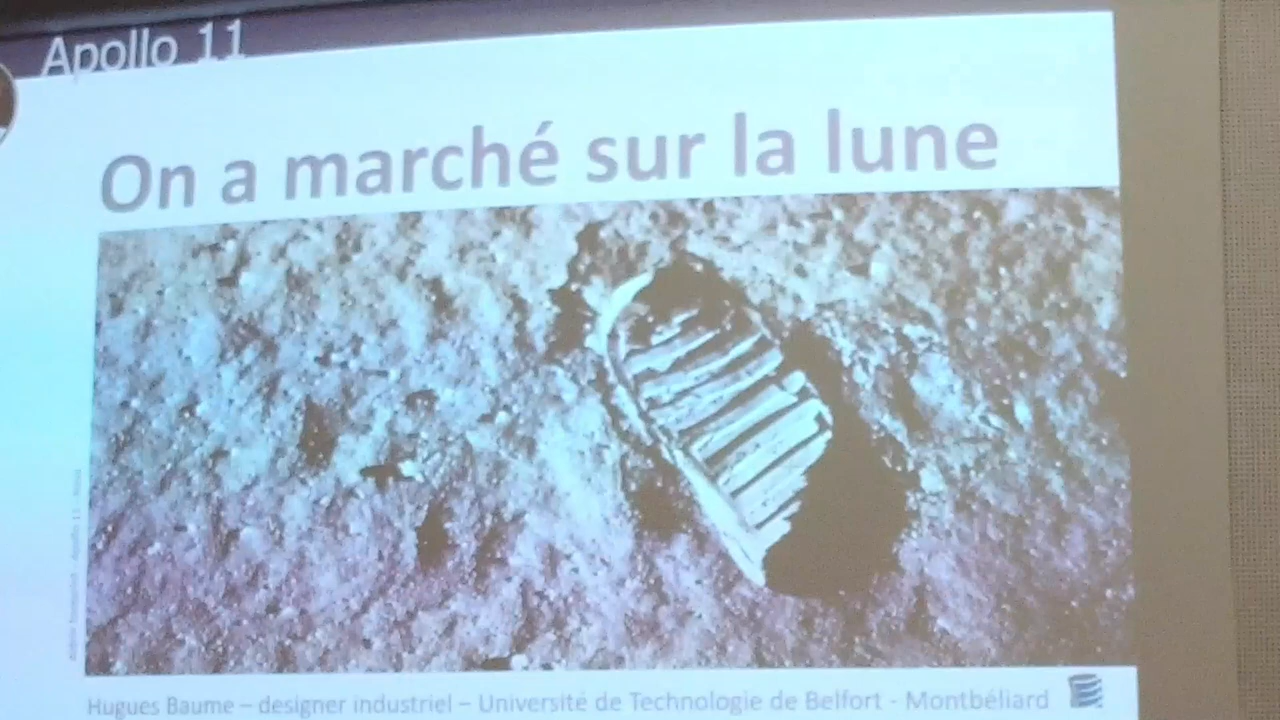 Apollo 11
On a marché sur la lune
Hugues Baume – designer industriel – Université de Technologie de Belfort - Montbéliard